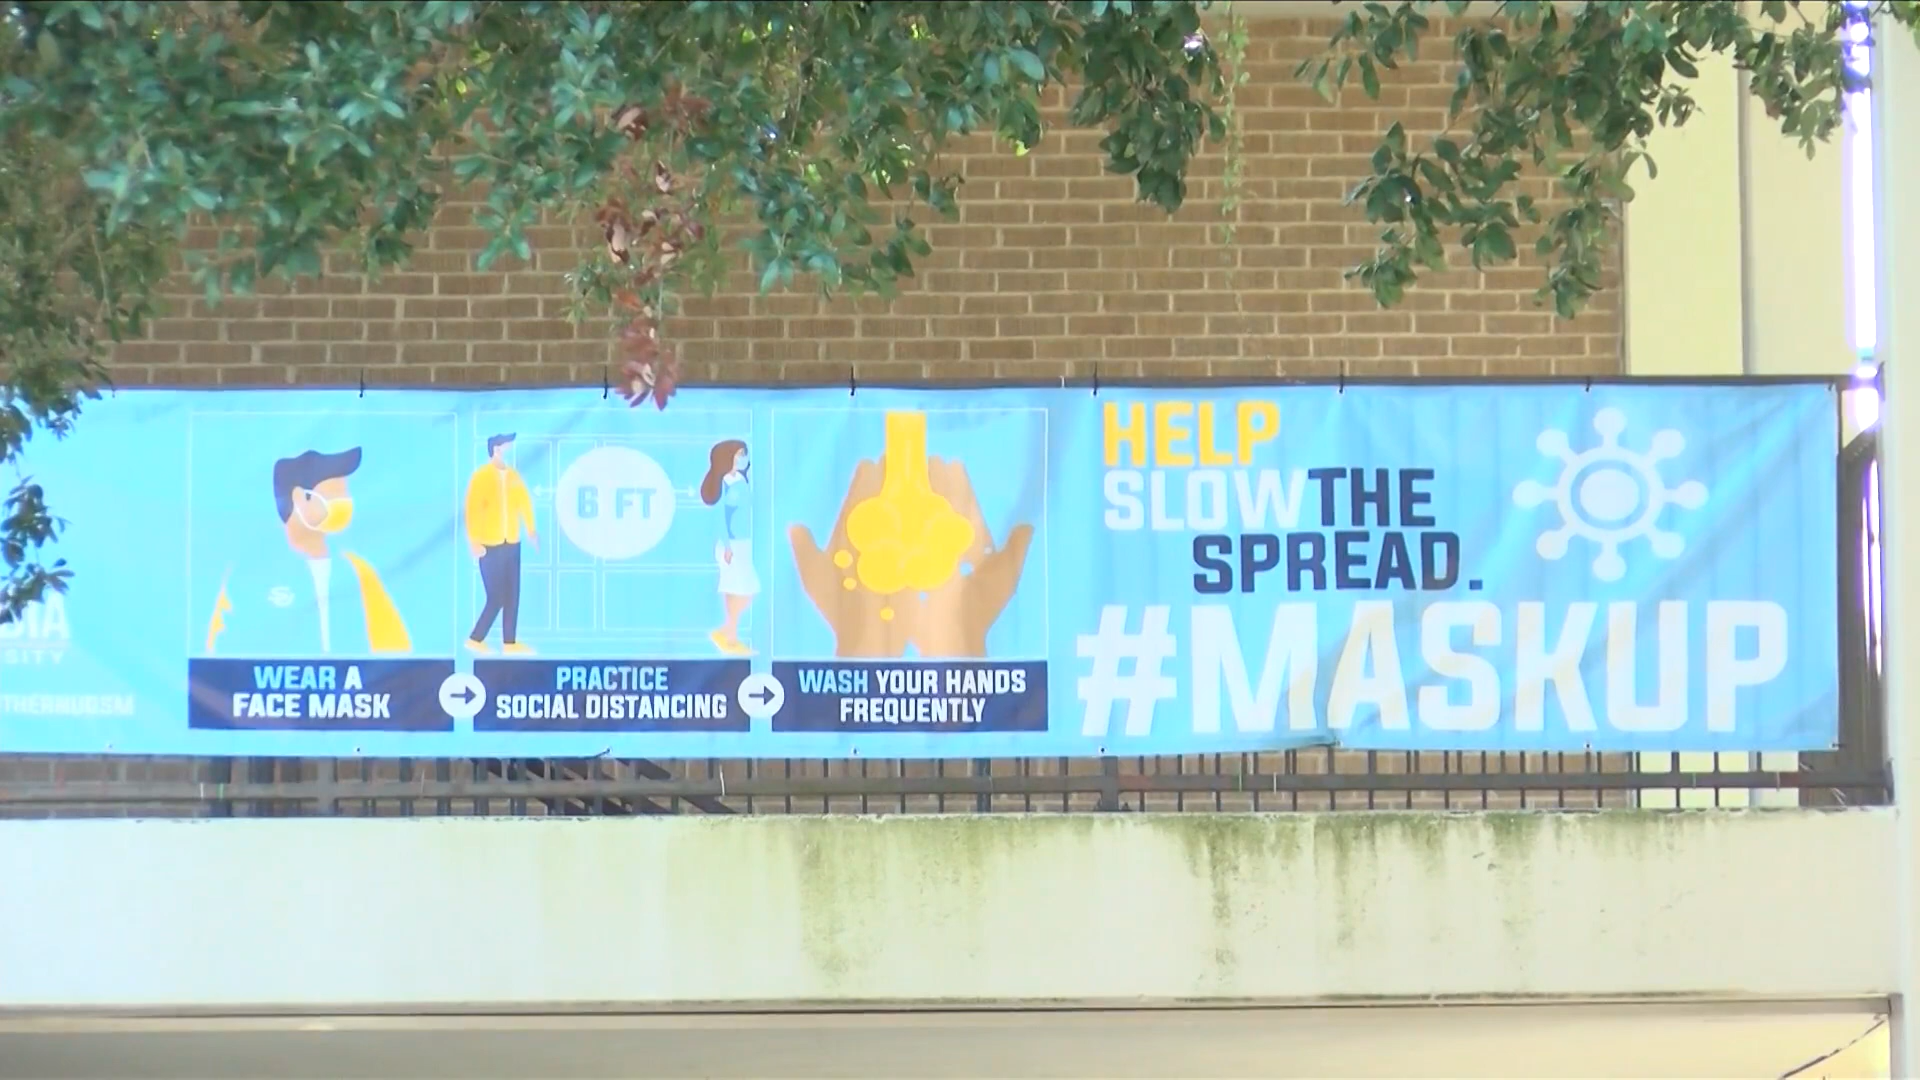 WEAR A
FACE MASK
6 FT
PRACTICE
SOCIAL DISTANCING
WASH YOUR HANDS
FREQUENTLY
HELP
SLOW THE
SPREAD.
#MASKUP